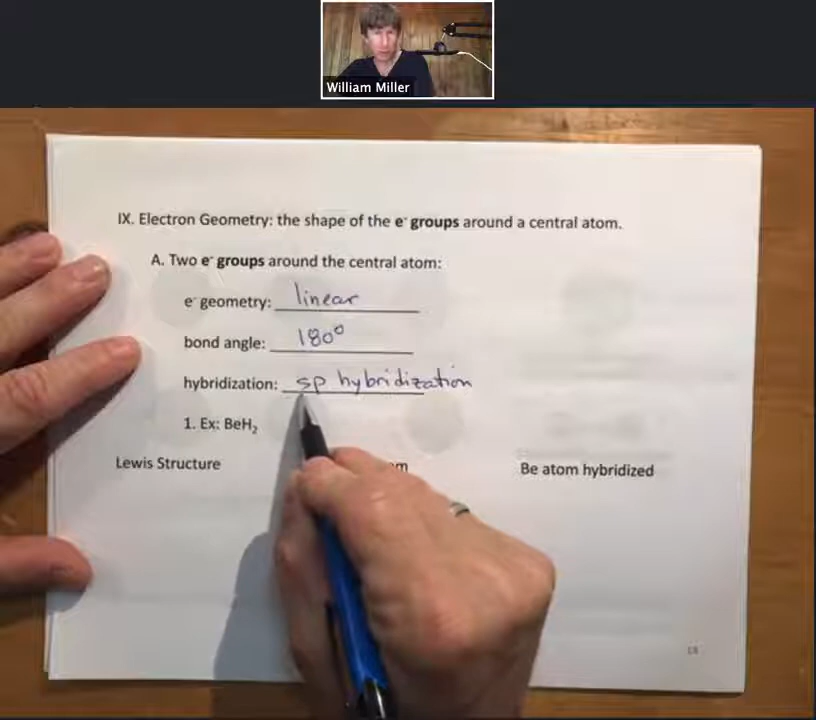 William Miller
IX. Electron Geometry: the shape of the e⁻ groups around a central atom.
A. Two e⁻ groups around the central atom:
e⁻ geometry: linear
bond angle: 180°
hybridization: sp hybridization
1. Ex: BeH₂
Lewis Structure Be atom hybridized
18